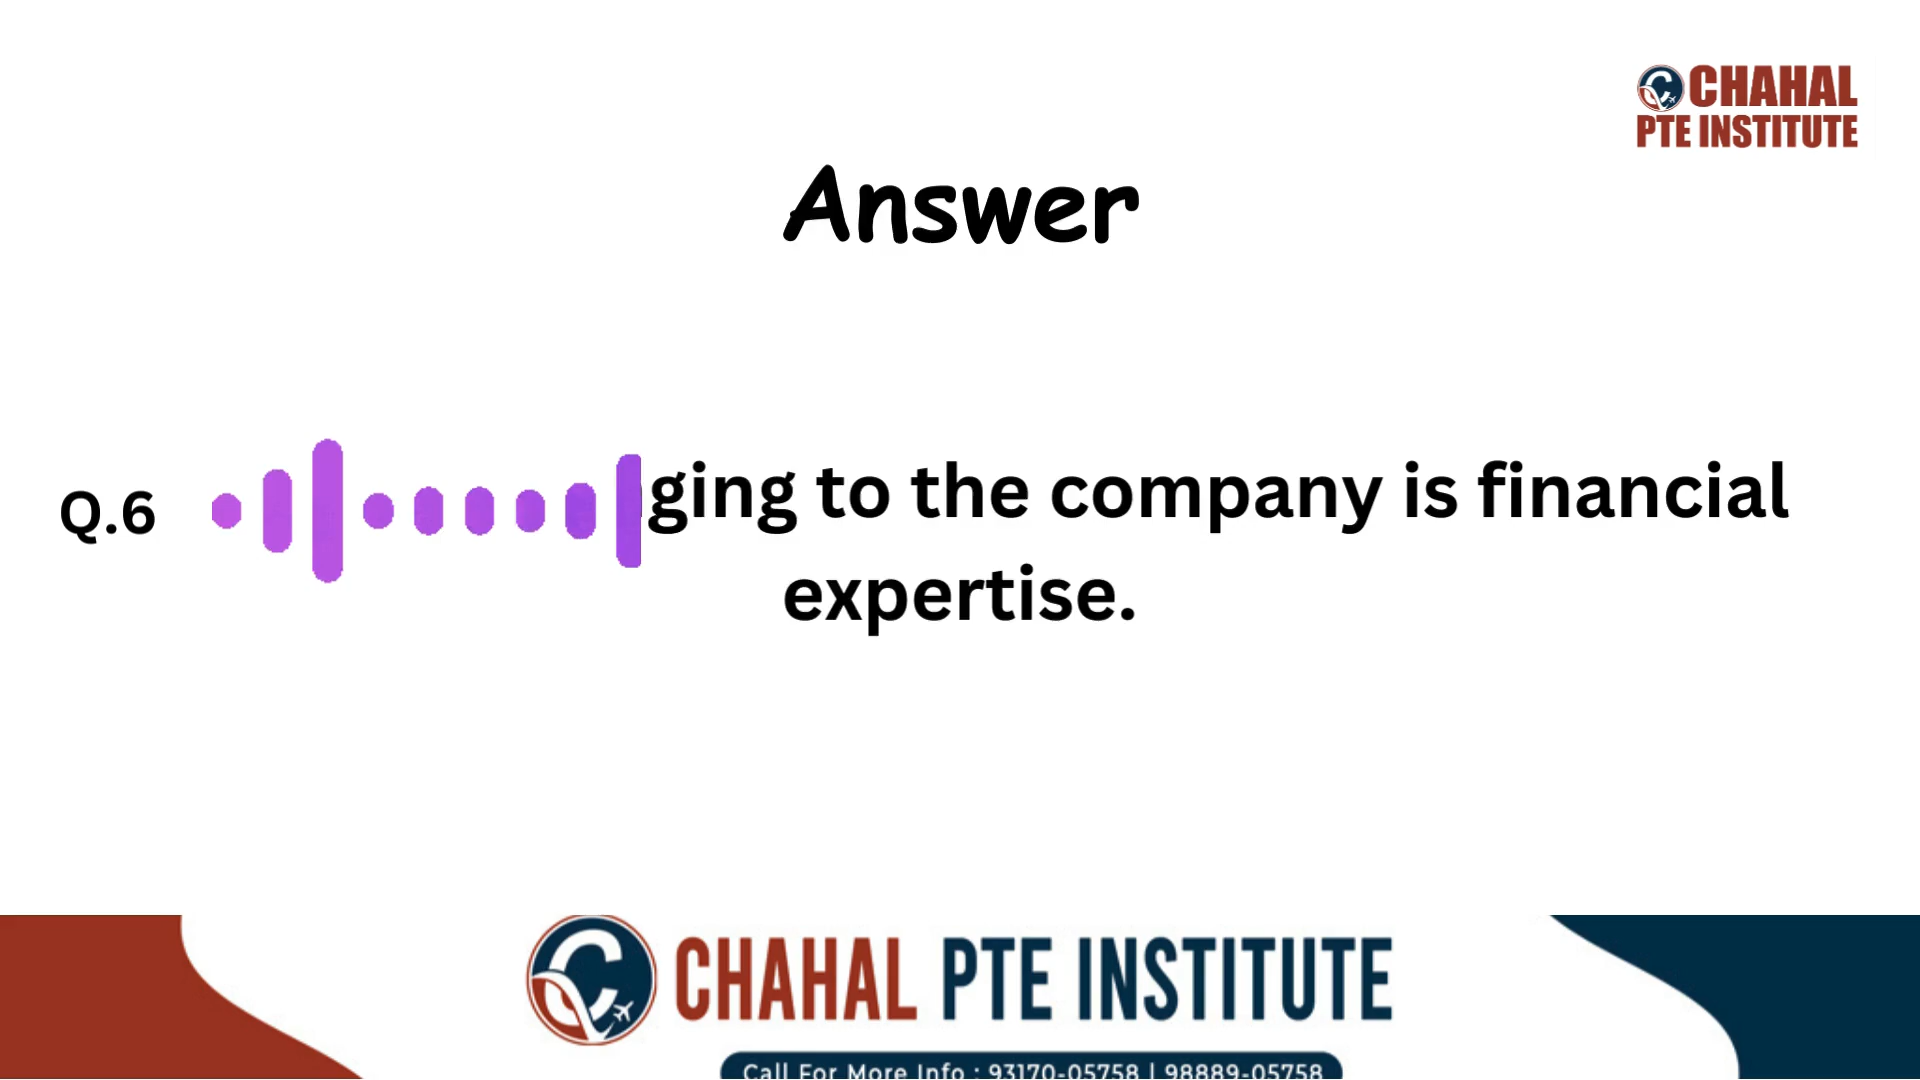 CHAHAL
PTE INSTITUTE
Answer
Q.6
ging to the company is financial
expertise.
CHAHAL PTE INSTITUTE
Call For More Info : 93170-05758 | 98889-05758